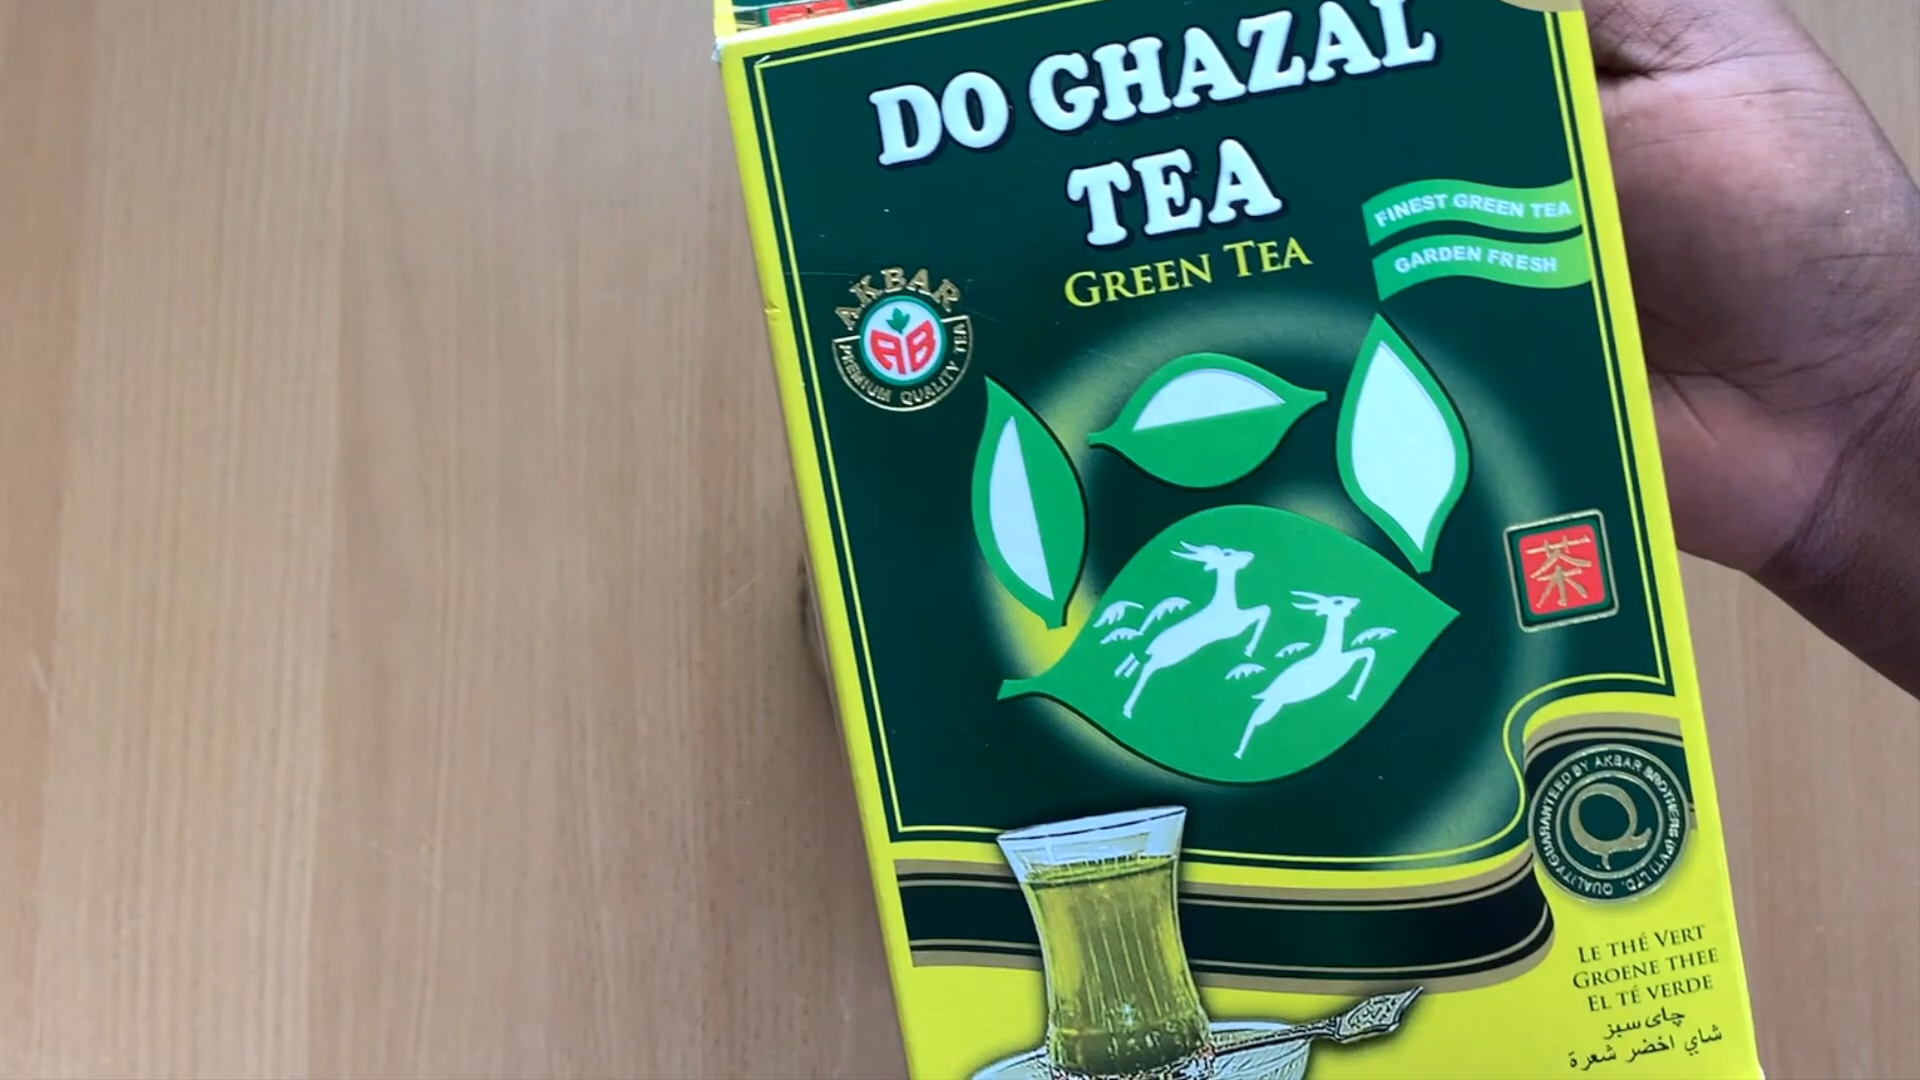 DO GHAZAL
TEA
GREEN TEA
FINEST GREEN TEA
GARDEN FRESH
AKBAR
AB
PREMIUM QUALITY TEA
茶
QUALITY GUARANTEED BY AKBAR BROTHERS (PVT) LTD.
Q
LE THÉ VERT
GROENE THEE
EL TÉ VERDE
چای سبز
شاي اخضر شعرة